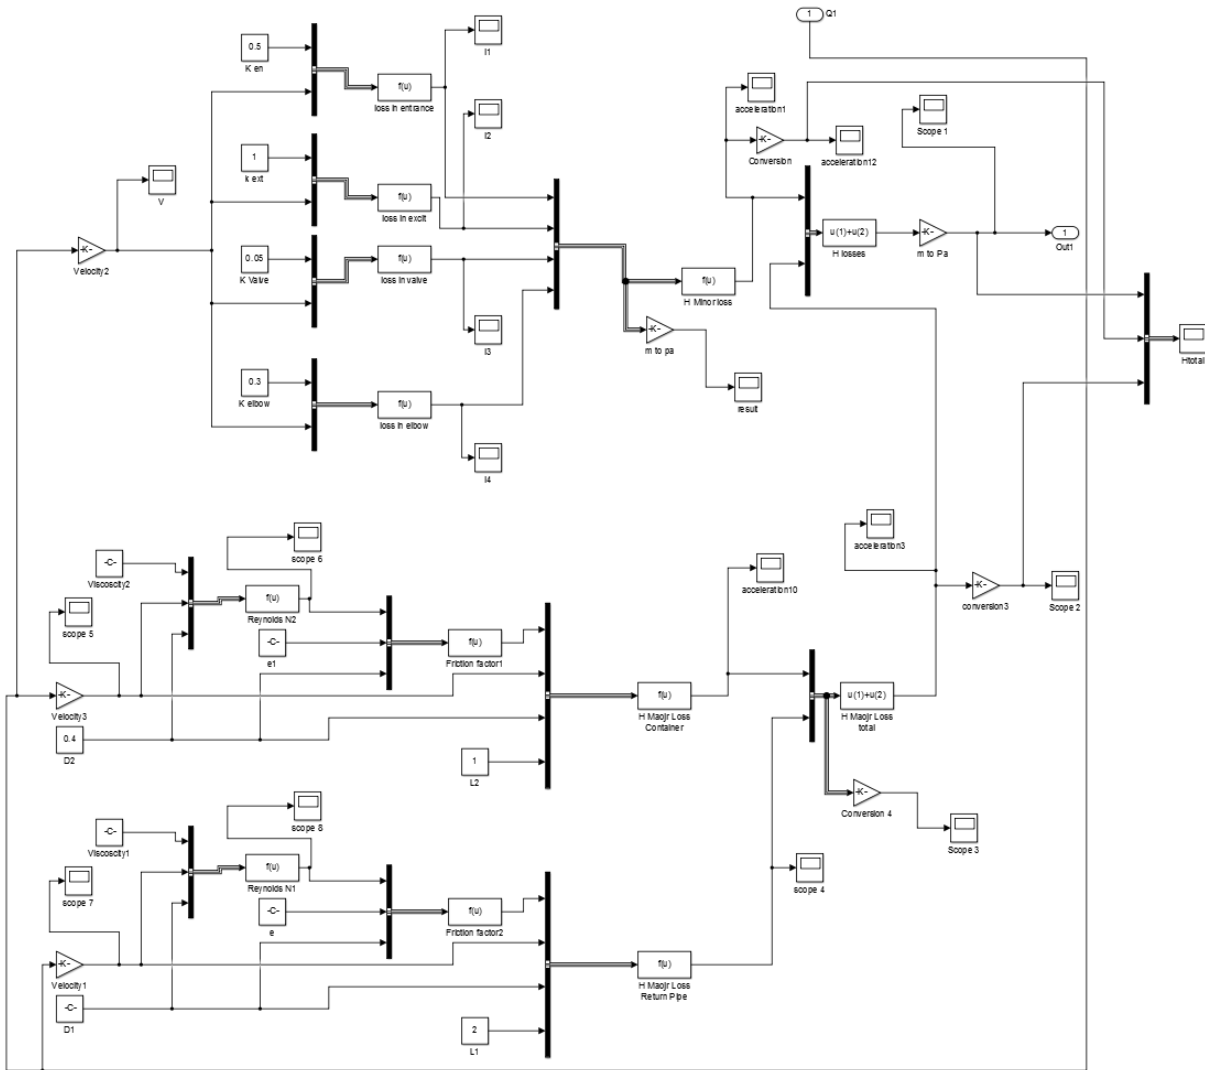 1
Q1
I1
0.5
K en
f(u)
loss in entrance
acceleration1
Scope 1
I2
-K-
Conversion
acceleration12
1
k ext
f(u)
loss in excit
V
-K-
Velocity2
0.05
K Valve
f(u)
loss in valve
u(1)+u(2)
H losses
-K-
m to Pa
1
Out1
f(u)
H Minor loss
I3
-K-
m to pa
Htotal
0.3
K elbow
f(u)
loss in elbow
result
I4
scope 6
acceleration3
-C-
Viscoscity2
f(u)
Reynolds N2
acceleration10
-K-
conversion3
Scope 2
scope 5
-C-
e1
f(u)
Friction factor1
-K-
Velocity3
f(u)
H Maojr Loss
Container
u(1)+u(2)
H Maojr Loss
total
0.4
D2
1
L2
-K-
Conversion 4
Scope 3
scope 8
-C-
Viscoscity1
f(u)
Reynolds N1
scope 4
scope 7
-C-
e
f(u)
Friction factor2
-K-
Velocity1
f(u)
H Maojr Loss
Return Pipe
-C-
D1
2
L1